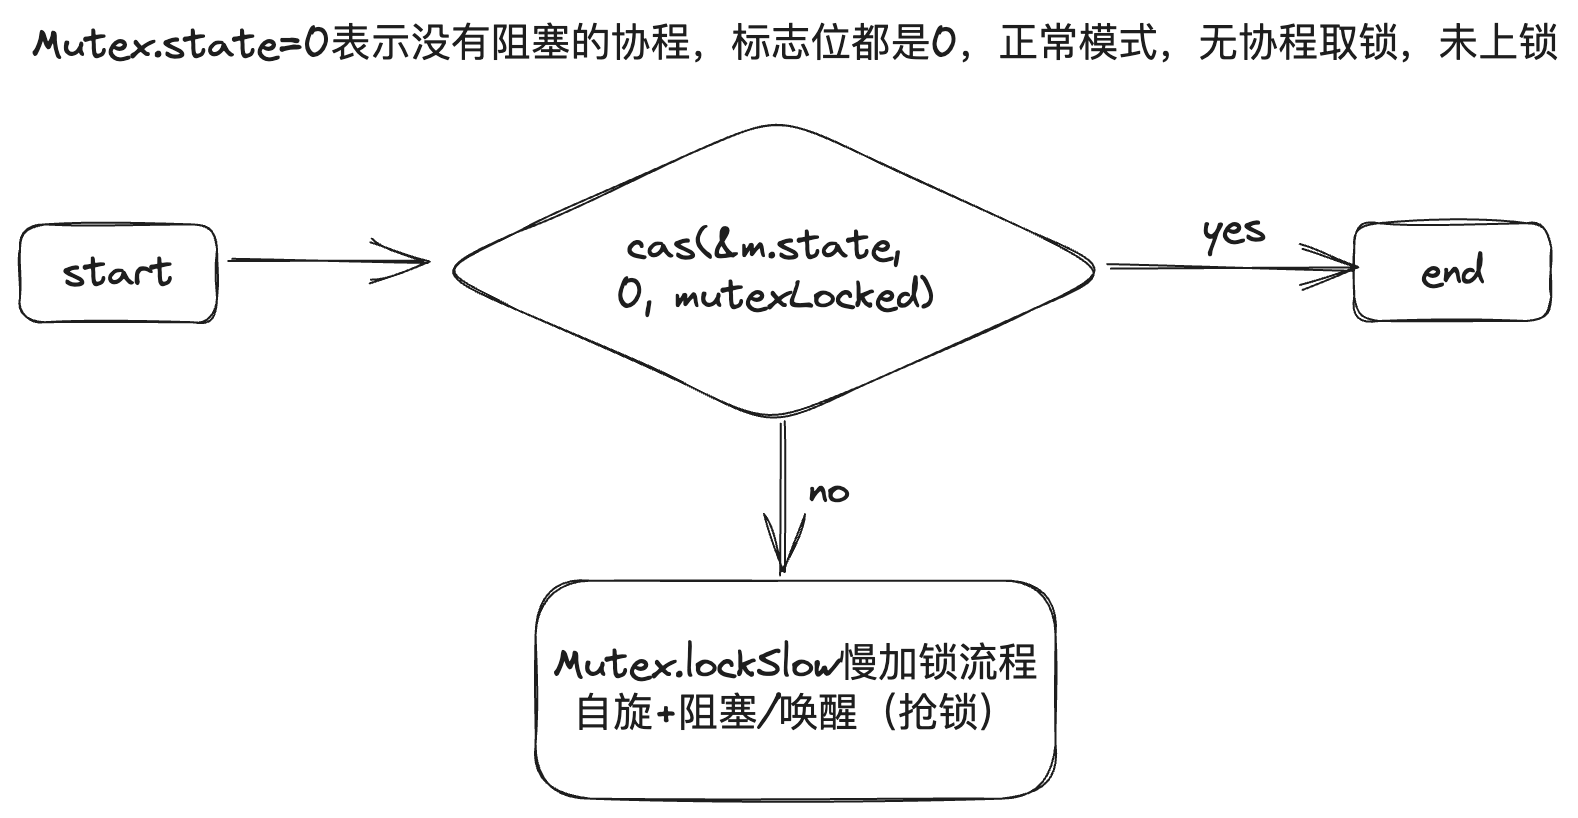 Mutex.state=0表示没有阻塞的协程，标志位都是0，正常模式，无协程取锁，未上锁
start
cas(&m.state,
0, mutexLocked)
yes
end
no
Mutex.lockSlow慢加锁流程
自旋+阻塞/唤醒（抢锁）